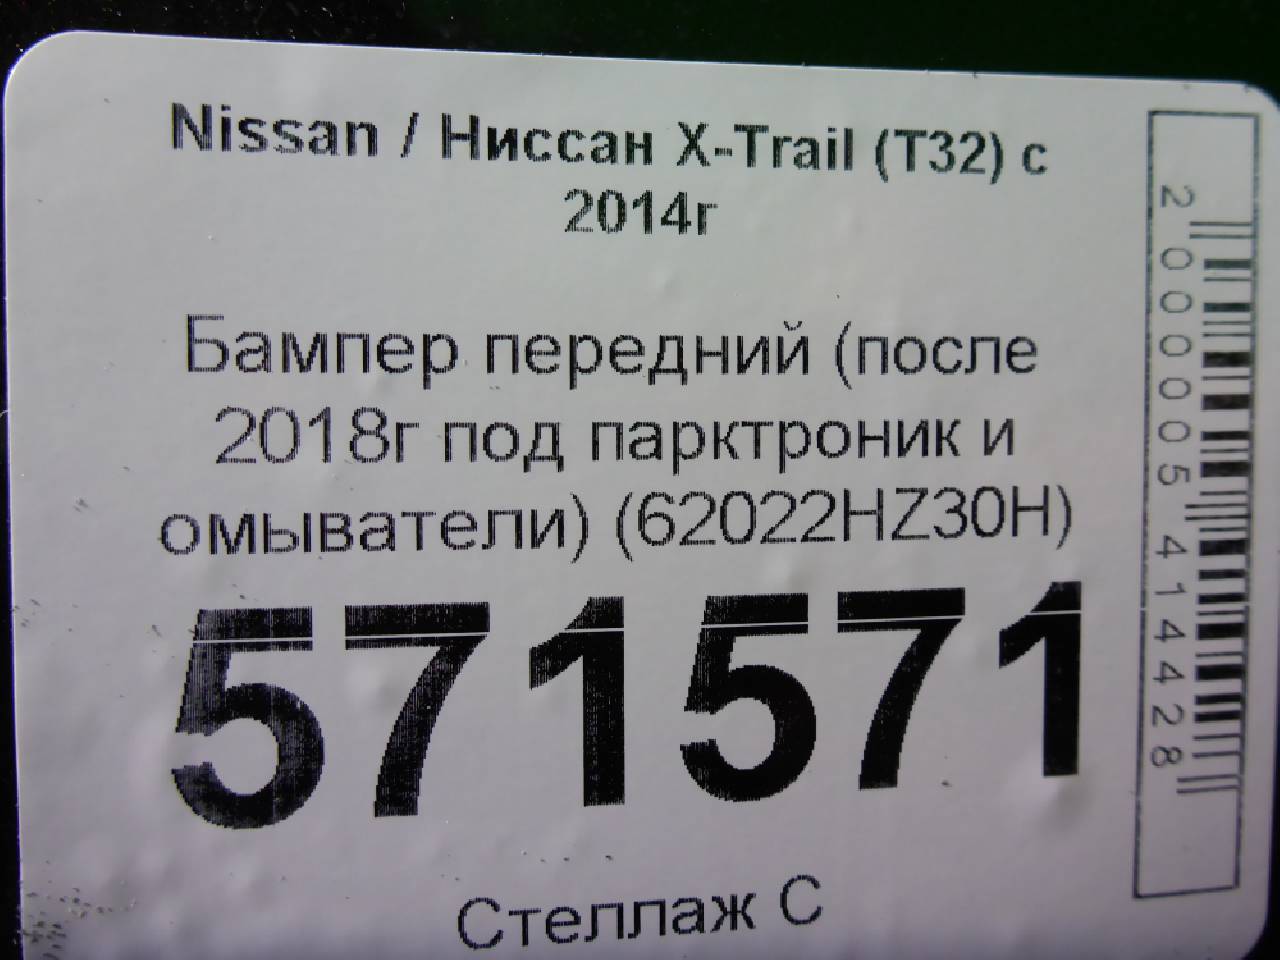 Nissan / Ниссан X-Trail (T32) с
2014г
Бампер передний (после
2018г под парктроник и
омыватели) (62022HZ30H)
571571
Стеллаж С
2000005414428